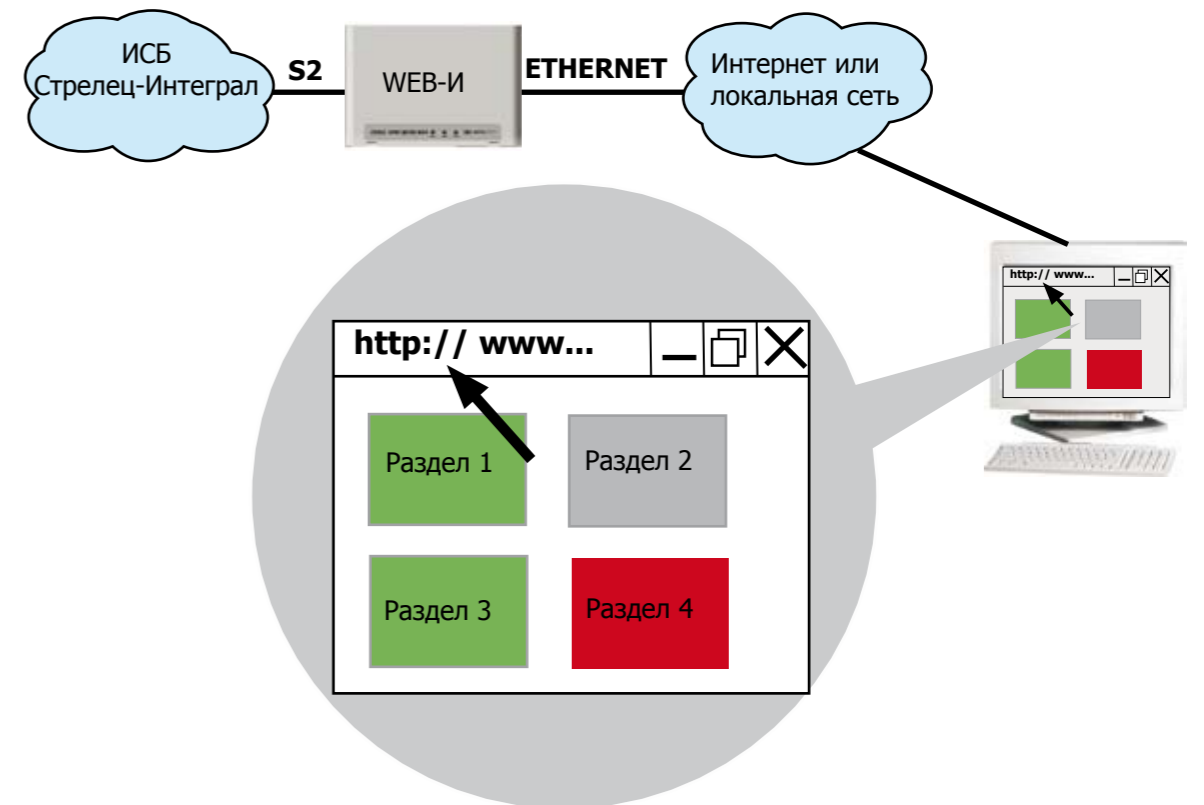 ИСБ
Стрелец-Интеграл
S2
WEB-И
ETHERNET
Интернет или
локальная сеть
http:// www...
http:// www...
Раздел 1
Раздел 2
Раздел 3
Раздел 4